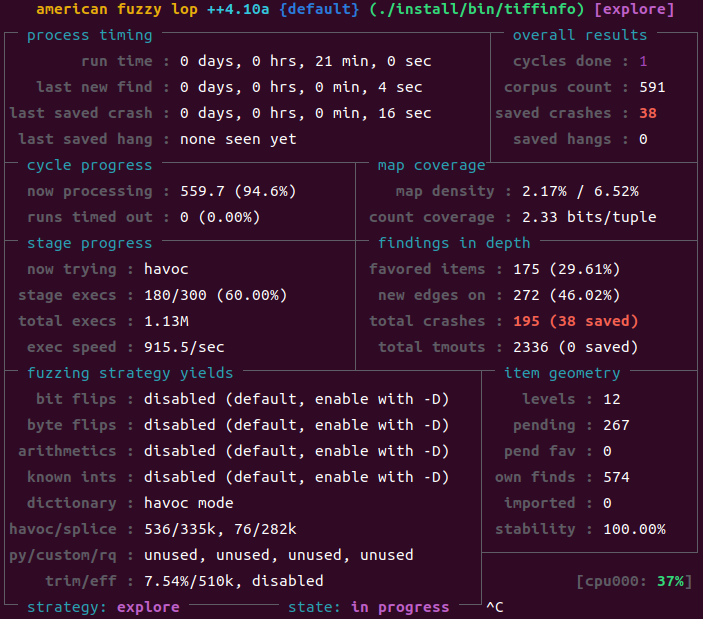 american fuzzy lop ++4.10a {default} (./install/bin/tiffinfo) [explore]
process timing
run time : 0 days, 0 hrs, 21 min, 0 sec
last new find : 0 days, 0 hrs, 0 min, 4 sec
last saved crash : 0 days, 0 hrs, 0 min, 16 sec
last saved hang : none seen yet
overall results
cycles done : 1
corpus count : 591
saved crashes : 38
saved hangs : 0
cycle progress
now processing : 559.7 (94.6%)
runs timed out : 0 (0.00%)
map coverage
map density : 2.17% / 6.52%
count coverage : 2.33 bits/tuple
stage progress
now trying : havoc
stage execs : 180/300 (60.00%)
total execs : 1.13M
exec speed : 915.5/sec
findings in depth
favored items : 175 (29.61%)
new edges on : 272 (46.02%)
total crashes : 195 (38 saved)
total tmouts : 2336 (0 saved)
fuzzing strategy yields
bit flips : disabled (default, enable with -D)
byte flips : disabled (default, enable with -D)
arithmetics : disabled (default, enable with -D)
known ints : disabled (default, enable with -D)
dictionary : havoc mode
havoc/splice : 536/335k, 76/282k
py/custom/rq : unused, unused, unused, unused
trim/eff : 7.54%/510k, disabled
item geometry
levels : 12
pending : 267
pend fav : 0
own finds : 574
imported : 0
stability : 100.00%
[cpu000: 37%]
strategy: explore
state: in progress
^C